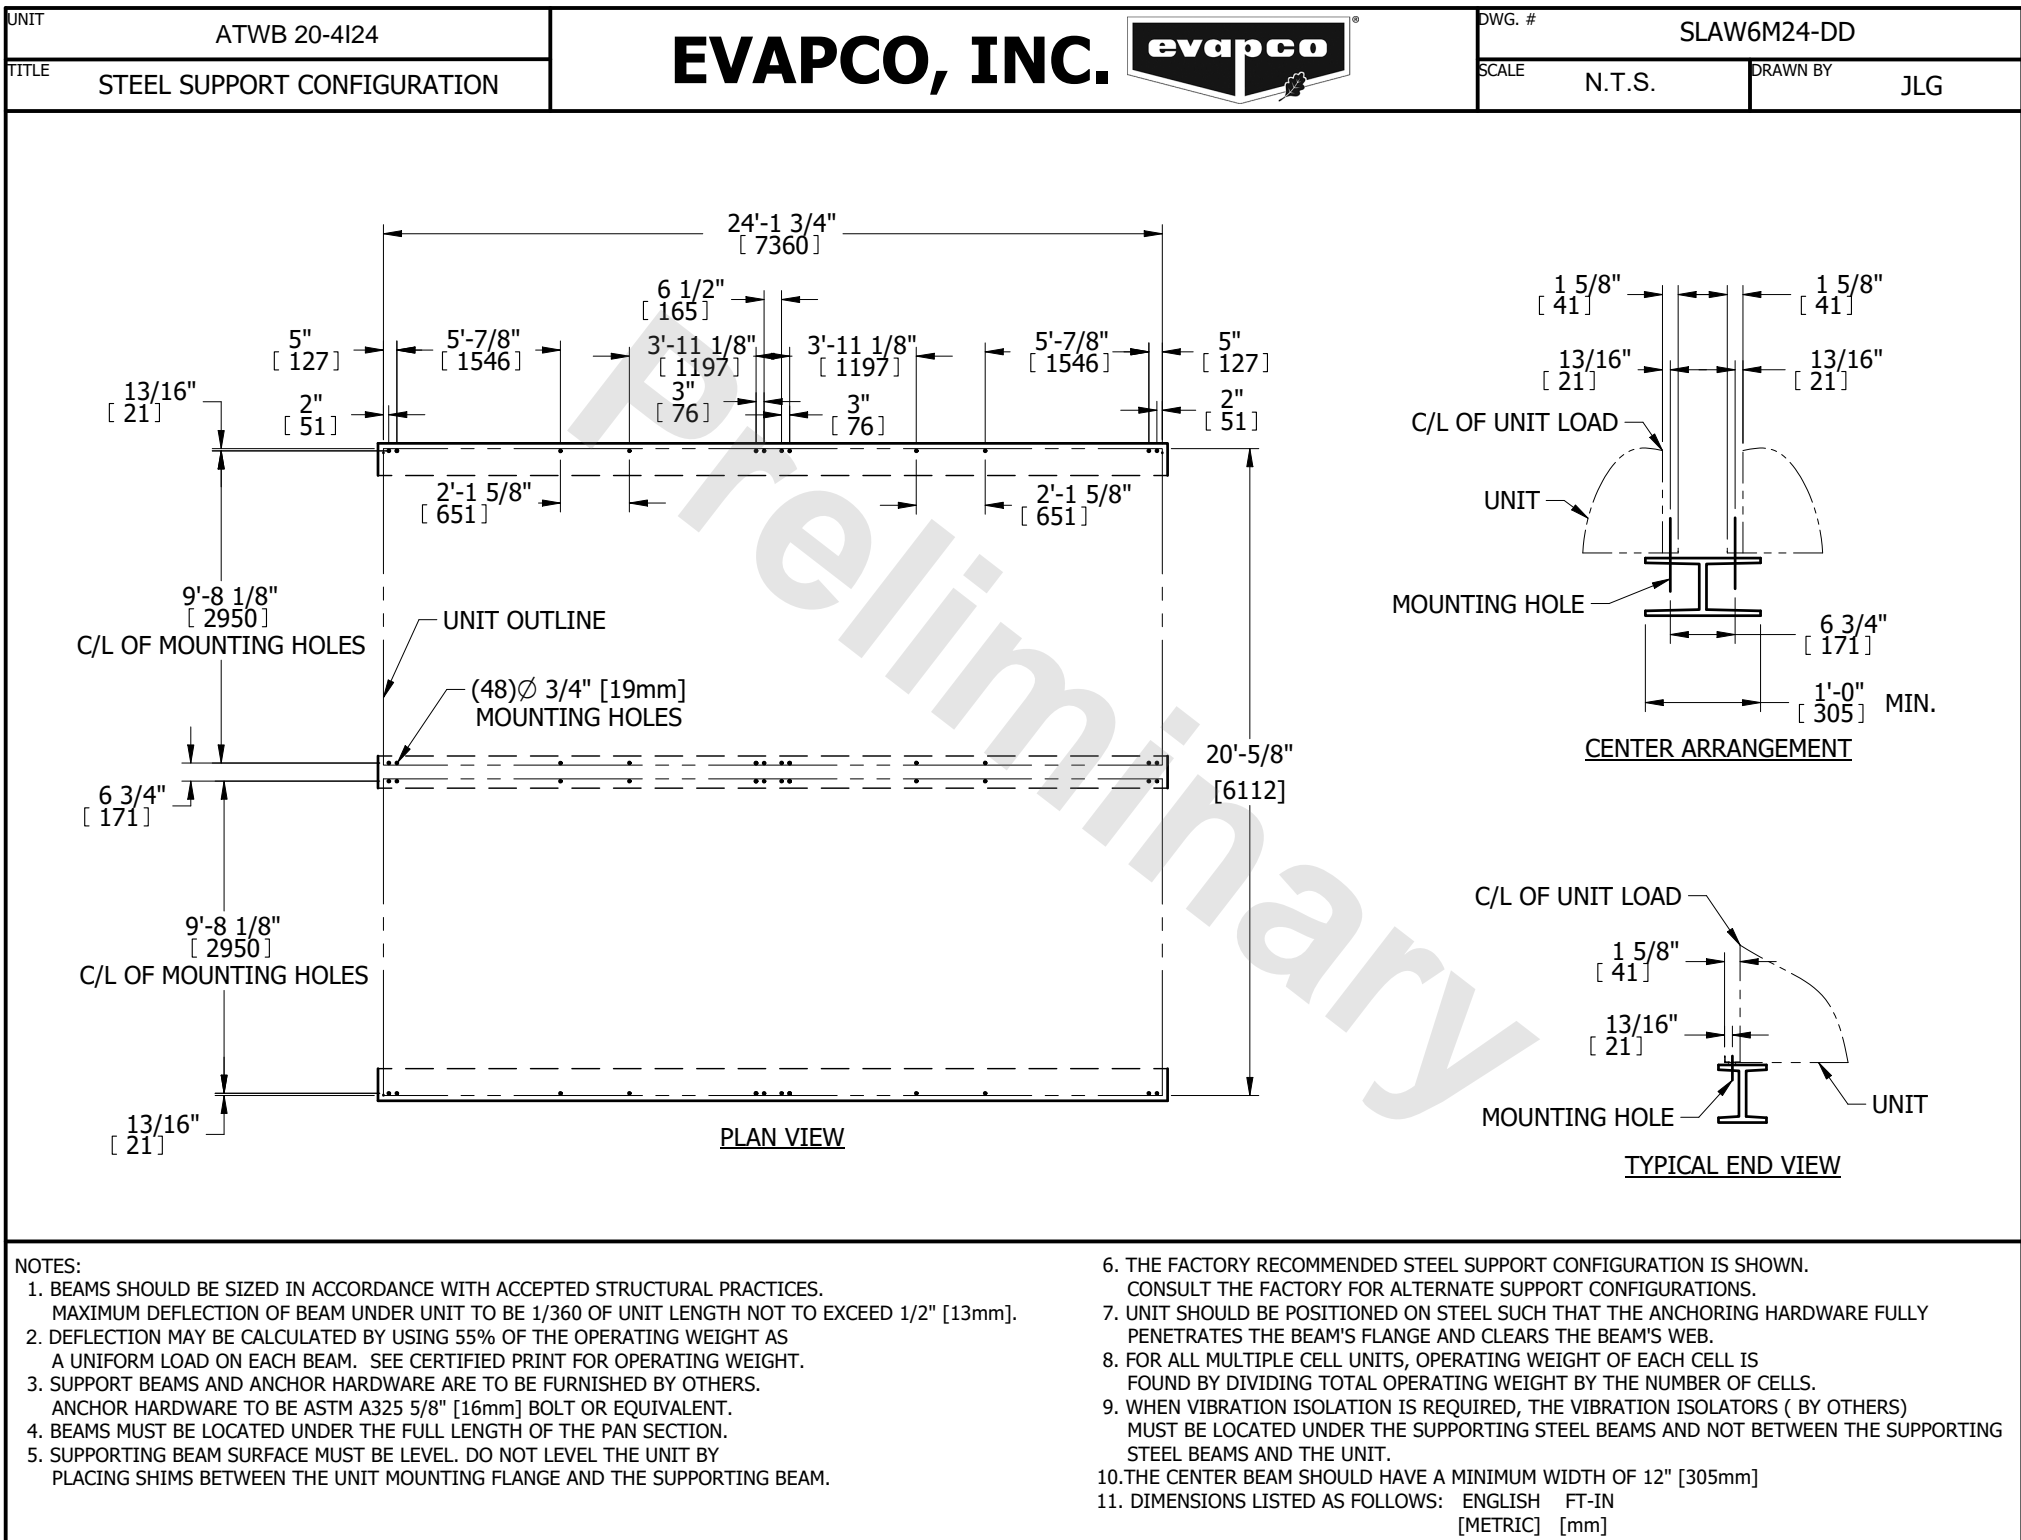 UNIT
ATWB 20-4I24
TITLE
STEEL SUPPORT CONFIGURATION
EVAPCO, INC.
evapco
®
DWG. #
SLAW6M24-DD
SCALE
N.T.S.
DRAWN BY
JLG
24'-1 3/4"
[ 7360 ]
6 1/2"
[ 165 ]
5"
[ 127 ]
5'-7/8"
[ 1546 ]
3'-11 1/8"
[ 1197 ]
3'-11 1/8"
[ 1197 ]
5'-7/8"
[ 1546 ]
5"
[ 127 ]
13/16"
[ 21 ]
2"
[ 51 ]
3"
[ 76 ]
3"
[ 76 ]
2"
[ 51 ]
2'-1 5/8"
[ 651 ]
2'-1 5/8"
[ 651 ]
9'-8 1/8"
[ 2950 ]
C/L OF MOUNTING HOLES
UNIT OUTLINE
(48)Ø 3/4" [19mm]
MOUNTING HOLES
6 3/4"
[ 171 ]
20'-5/8"
[6112]
9'-8 1/8"
[ 2950 ]
C/L OF MOUNTING HOLES
13/16"
[ 21 ]
PLAN VIEW
Preliminary
1 5/8"
[ 41 ]
1 5/8"
[ 41 ]
13/16"
[ 21 ]
13/16"
[ 21 ]
C/L OF UNIT LOAD
UNIT
MOUNTING HOLE
6 3/4"
[ 171 ]
1'-0"
[ 305 ]
MIN.
CENTER ARRANGEMENT
C/L OF UNIT LOAD
1 5/8"
[ 41 ]
13/16"
[ 21 ]
MOUNTING HOLE
UNIT
TYPICAL END VIEW
NOTES:
1. BEAMS SHOULD BE SIZED IN ACCORDANCE WITH ACCEPTED STRUCTURAL PRACTICES.
MAXIMUM DEFLECTION OF BEAM UNDER UNIT TO BE 1/360 OF UNIT LENGTH NOT TO EXCEED 1/2" [13mm].
2. DEFLECTION MAY BE CALCULATED BY USING 55% OF THE OPERATING WEIGHT AS
A UNIFORM LOAD ON EACH BEAM. SEE CERTIFIED PRINT FOR OPERATING WEIGHT.
3. SUPPORT BEAMS AND ANCHOR HARDWARE ARE TO BE FURNISHED BY OTHERS.
ANCHOR HARDWARE TO BE ASTM A325 5/8" [16mm] BOLT OR EQUIVALENT.
4. BEAMS MUST BE LOCATED UNDER THE FULL LENGTH OF THE PAN SECTION.
5. SUPPORTING BEAM SURFACE MUST BE LEVEL. DO NOT LEVEL THE UNIT BY
PLACING SHIMS BETWEEN THE UNIT MOUNTING FLANGE AND THE SUPPORTING BEAM.
6. THE FACTORY RECOMMENDED STEEL SUPPORT CONFIGURATION IS SHOWN.
CONSULT THE FACTORY FOR ALTERNATE SUPPORT CONFIGURATIONS.
7. UNIT SHOULD BE POSITIONED ON STEEL SUCH THAT THE ANCHORING HARDWARE FULLY
PENETRATES THE BEAM'S FLANGE AND CLEARS THE BEAM'S WEB.
8. FOR ALL MULTIPLE CELL UNITS, OPERATING WEIGHT OF EACH CELL IS
FOUND BY DIVIDING TOTAL OPERATING WEIGHT BY THE NUMBER OF CELLS.
9. WHEN VIBRATION ISOLATION IS REQUIRED, THE VIBRATION ISOLATORS ( BY OTHERS)
MUST BE LOCATED UNDER THE SUPPORTING STEEL BEAMS AND NOT BETWEEN THE SUPPORTING
STEEL BEAMS AND THE UNIT.
10.THE CENTER BEAM SHOULD HAVE A MINIMUM WIDTH OF 12" [305mm]
11. DIMENSIONS LISTED AS FOLLOWS: ENGLISH FT-IN
[METRIC] [mm]